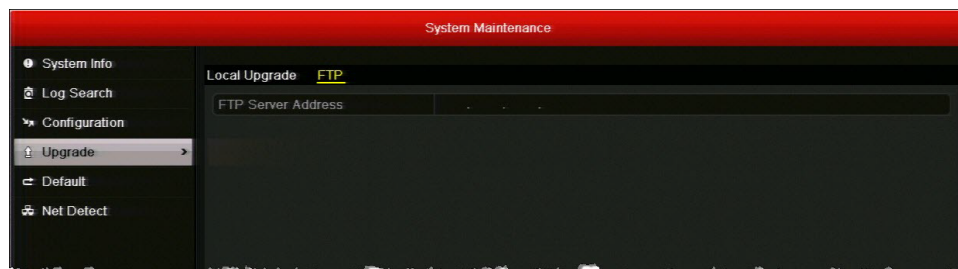 System Maintenance
System Info
Log Search
Configuration
Upgrade >
Default
Net Detect
Local Upgrade FTP
FTP Server Address . . .